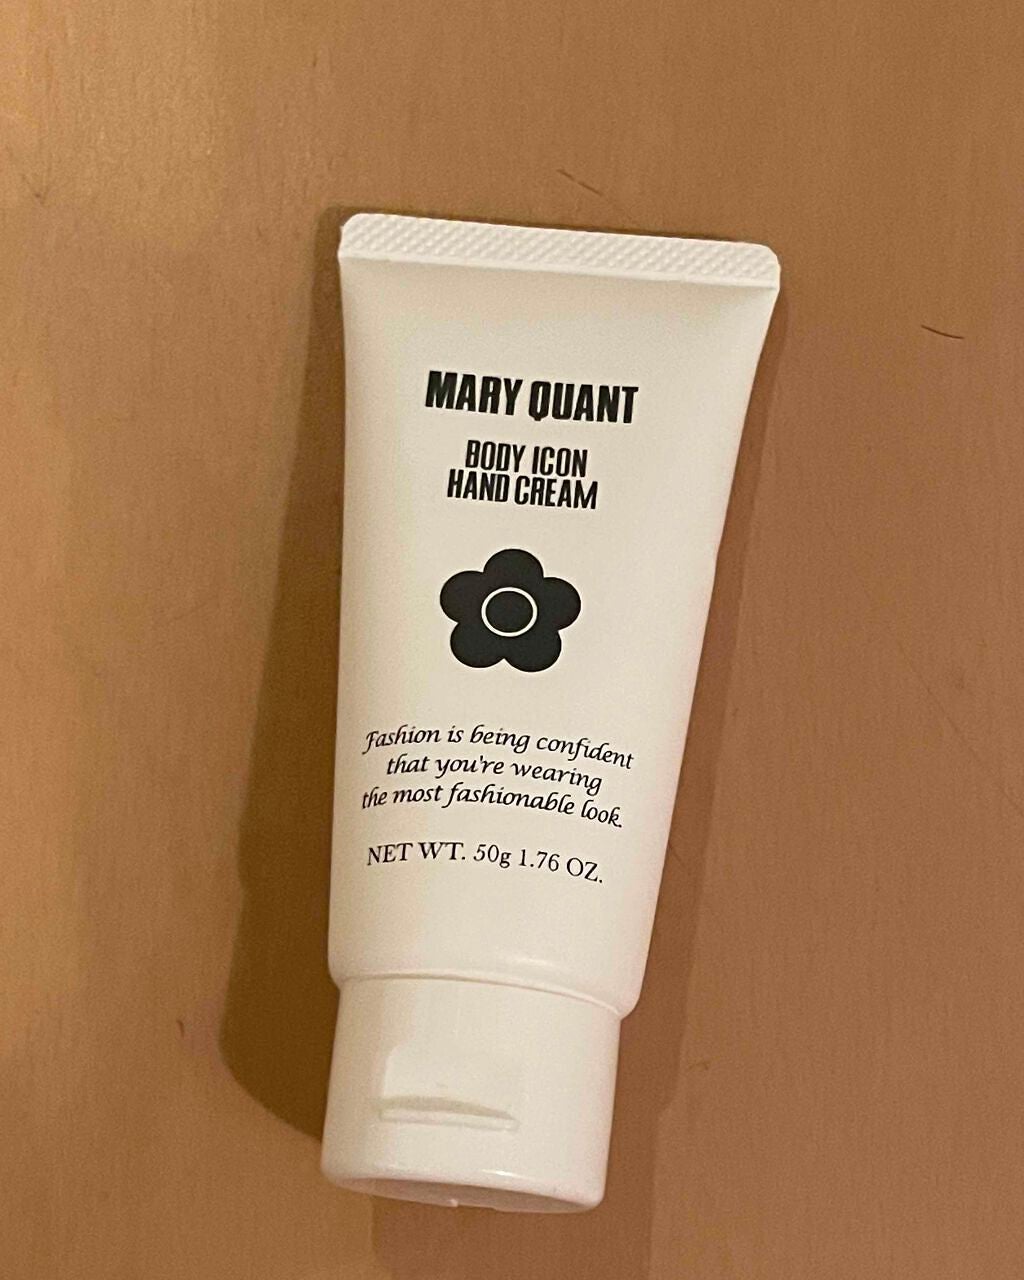 MARY QUANT
BODY ICON
HAND CREAM
Fashion is being confident
that you're wearing
the most fashionable look.
NET WT. 50g 1.76 OZ.